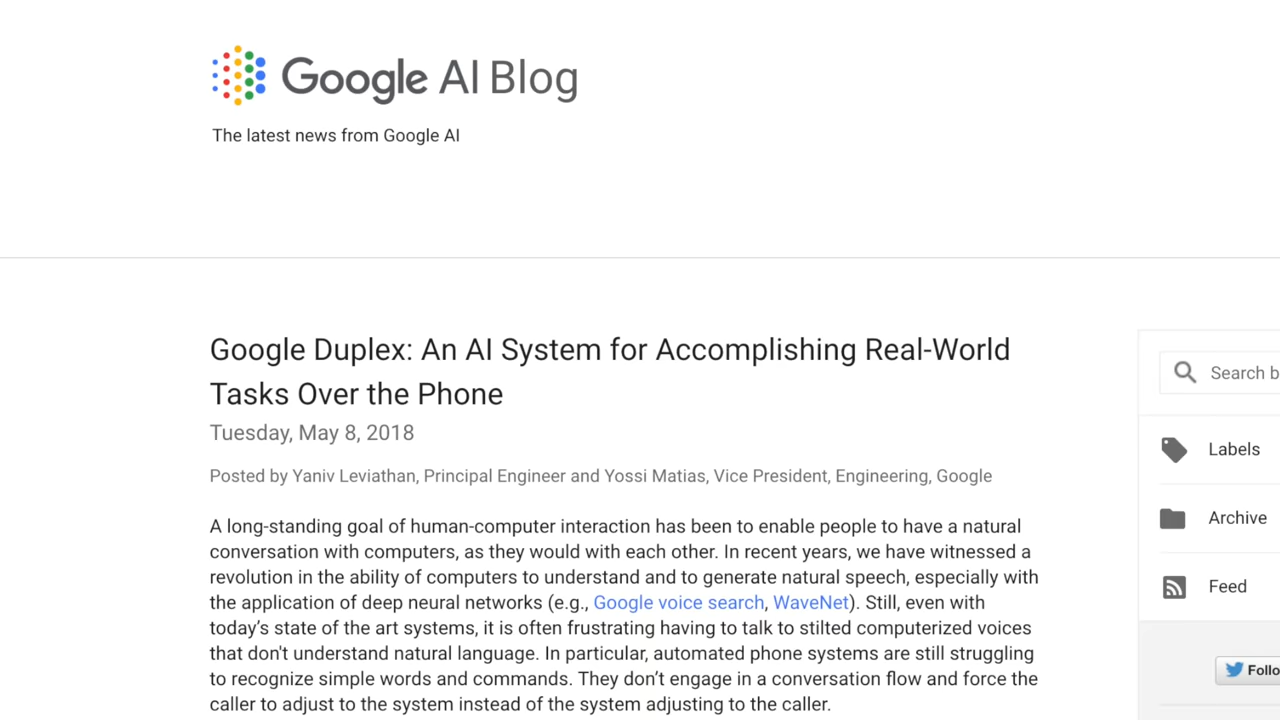 Google AI Blog
The latest news from Google AI
Google Duplex: An AI System for Accomplishing Real-World
Tasks Over the Phone
Tuesday, May 8, 2018
Posted by Yaniv Leviathan, Principal Engineer and Yossi Matias, Vice President, Engineering, Google
A long-standing goal of human-computer interaction has been to enable people to have a natural
conversation with computers, as they would with each other. In recent years, we have witnessed a
revolution in the ability of computers to understand and to generate natural speech, especially with
the application of deep neural networks (e.g., Google voice search, WaveNet). Still, even with
today’s state of the art systems, it is often frustrating having to talk to stilted computerized voices
that don't understand natural language. In particular, automated phone systems are still struggling
to recognize simple words and commands. They don’t engage in a conversation flow and force the
caller to adjust to the system instead of the system adjusting to the caller.
Search b
Labels
Archive
Feed
Follo